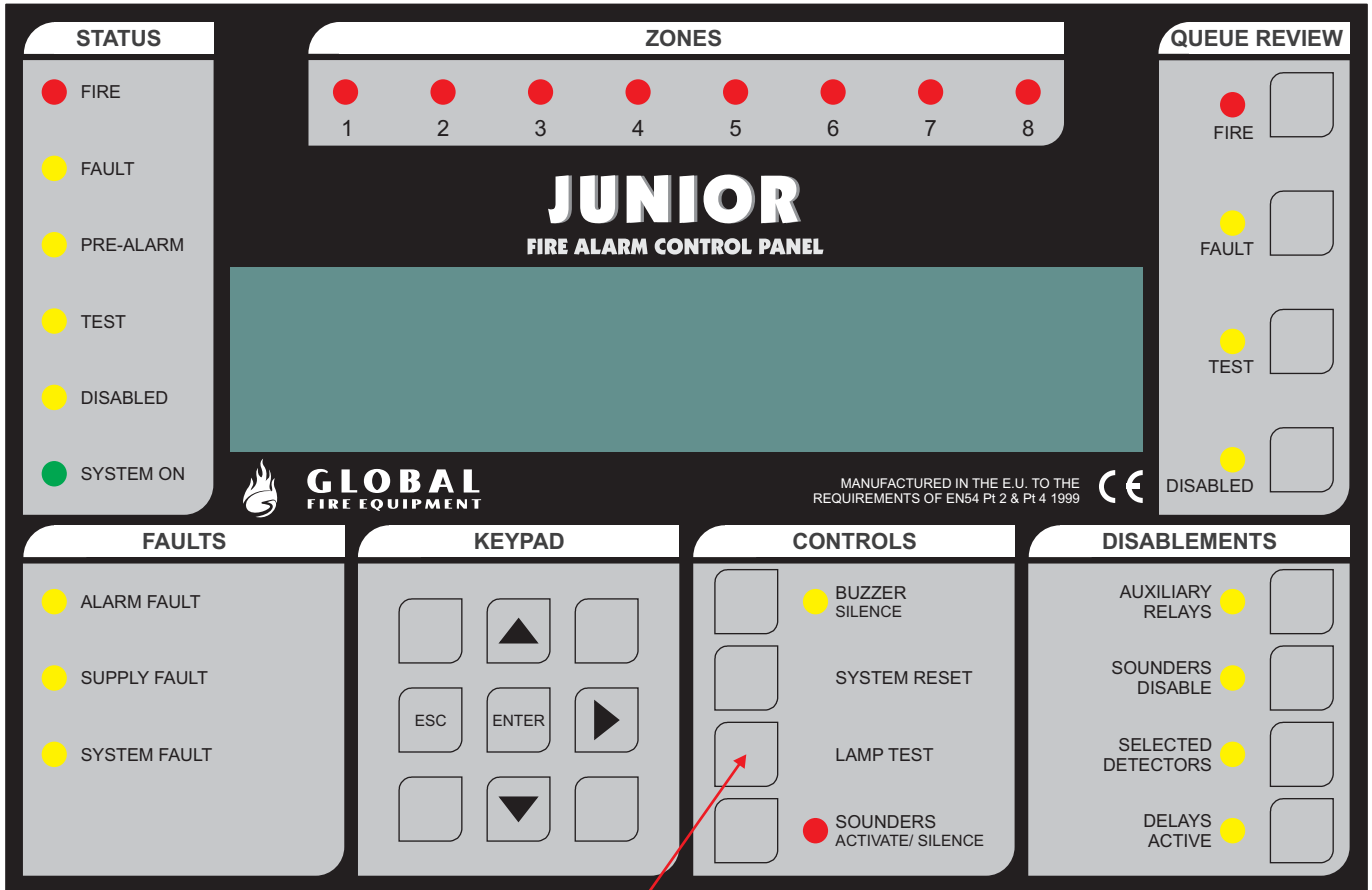 STATUS
FIRE
FAULT
PRE-ALARM
TEST
DISABLED
SYSTEM ON
ZONES
1 2 3 4 5 6 7 8
JUNIOR
FIRE ALARM CONTROL PANEL
GLOBAL
FIRE EQUIPMENT
MANUFACTURED IN THE E.U. TO THE
REQUIREMENTS OF EN54 Pt 2 & Pt 4 1999
CE
QUEUE REVIEW
FIRE
FAULT
TEST
DISABLED
FAULTS
ALARM FAULT
SUPPLY FAULT
SYSTEM FAULT
KEYPAD
ESC ENTER
CONTROLS
BUZZER
SILENCE
SYSTEM RESET
LAMP TEST
SOUNDERS
ACTIVATE/ SILENCE
DISABLEMENTS
AUXILIARY
RELAYS
SOUNDERS
DISABLE
SELECTED
DETECTORS
DELAYS
ACTIVE